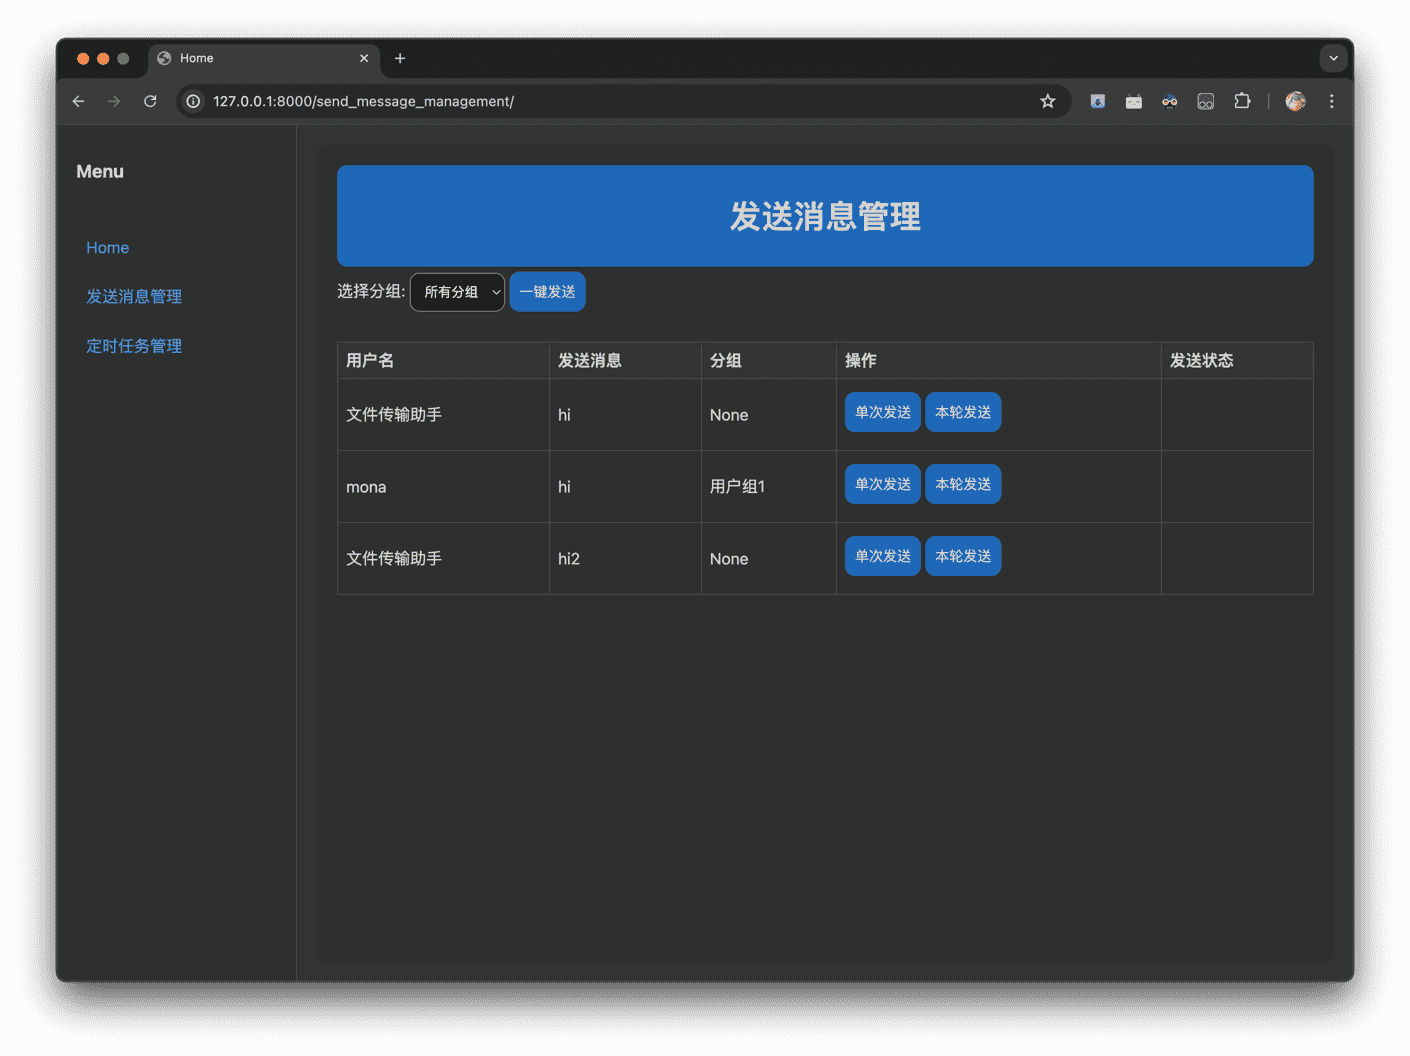 Home
127.0.0.1:8000/send_message_management/
Menu
Home
发送消息管理
定时任务管理
发送消息管理
选择分组: 所有分组 一键发送
用户名 发送消息 分组 操作 发送状态
文件传输助手 hi None 单次发送 本轮发送
mona hi 用户组1 单次发送 本轮发送
文件传输助手 hi2 None 单次发送 本轮发送